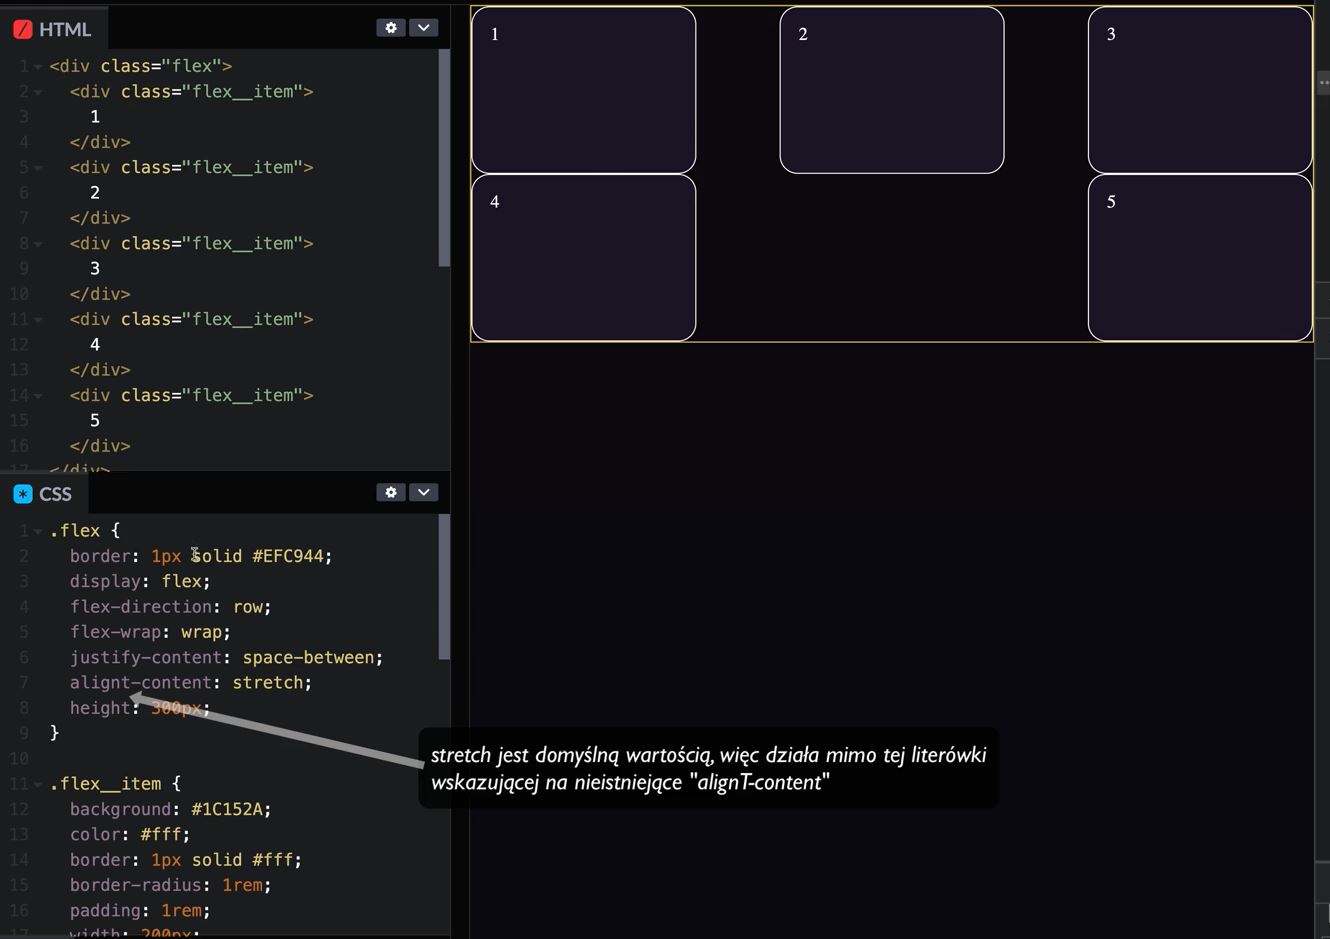 HTML
1 <div class="flex">
2 <div class="flex__item">
3 1
4 </div>
5 <div class="flex__item">
6 2
7 </div>
8 <div class="flex__item">
9 3
10 </div>
11 <div class="flex__item">
12 4
13 </div>
14 <div class="flex__item">
15 5
16 </div>
17 </div>
CSS
1 .flex {
2 border: 1px solid #EFC944;
3 display: flex;
4 flex-direction: row;
5 flex-wrap: wrap;
6 justify-content: space-between;
7 alignt-content: stretch;
8 height: 300px;
9 }
10
11 .flex__item {
12 background: #1C152A;
13 color: #fff;
14 border: 1px solid #fff;
15 border-radius: 1rem;
16 padding: 1rem;
17 width: 200px;
1
2
3
4
5
stretch jest domyślną wartością, więc działa mimo tej literówki
wskazującej na nieistniejące "alignT-content"